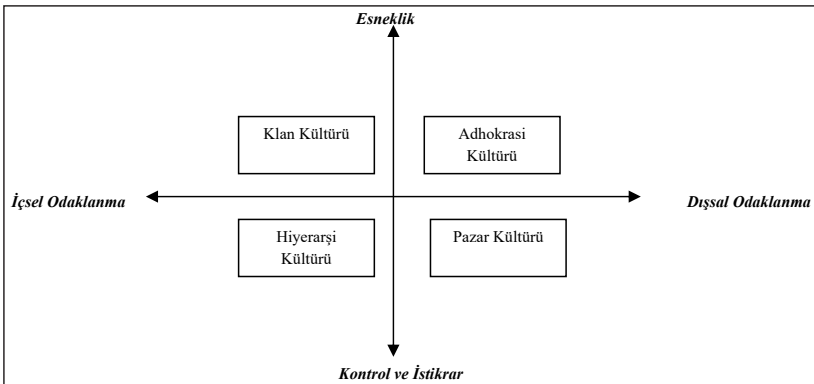 Esneklik
Klan Kültürü
Adhokrasi
Kültürü
İçsel Odaklanma
Dışsal Odaklanma
Hiyerarşi
Kültürü
Pazar Kültürü
Kontrol ve İstikrar